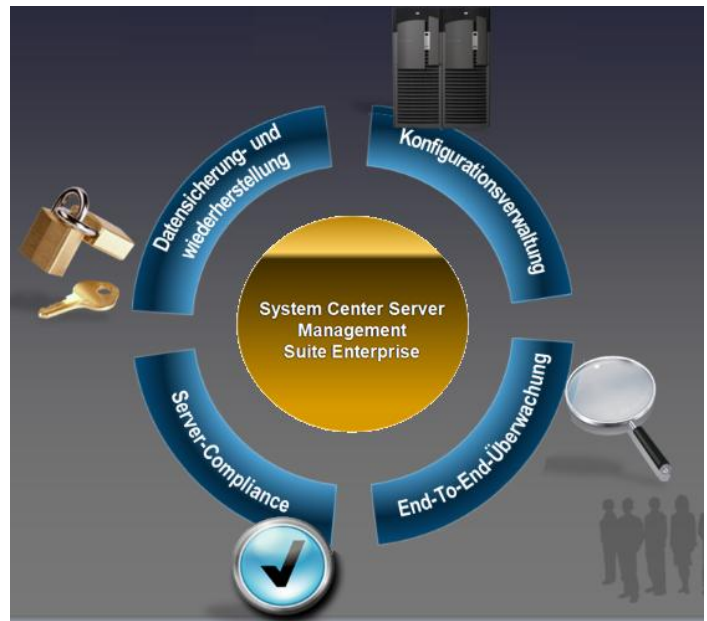 Datensicherung- und
wiederherstellung
Konfigurationsverwaltung
System Center Server
Management
Suite Enterprise
Server-Compliance
End-To-End-Überwachung